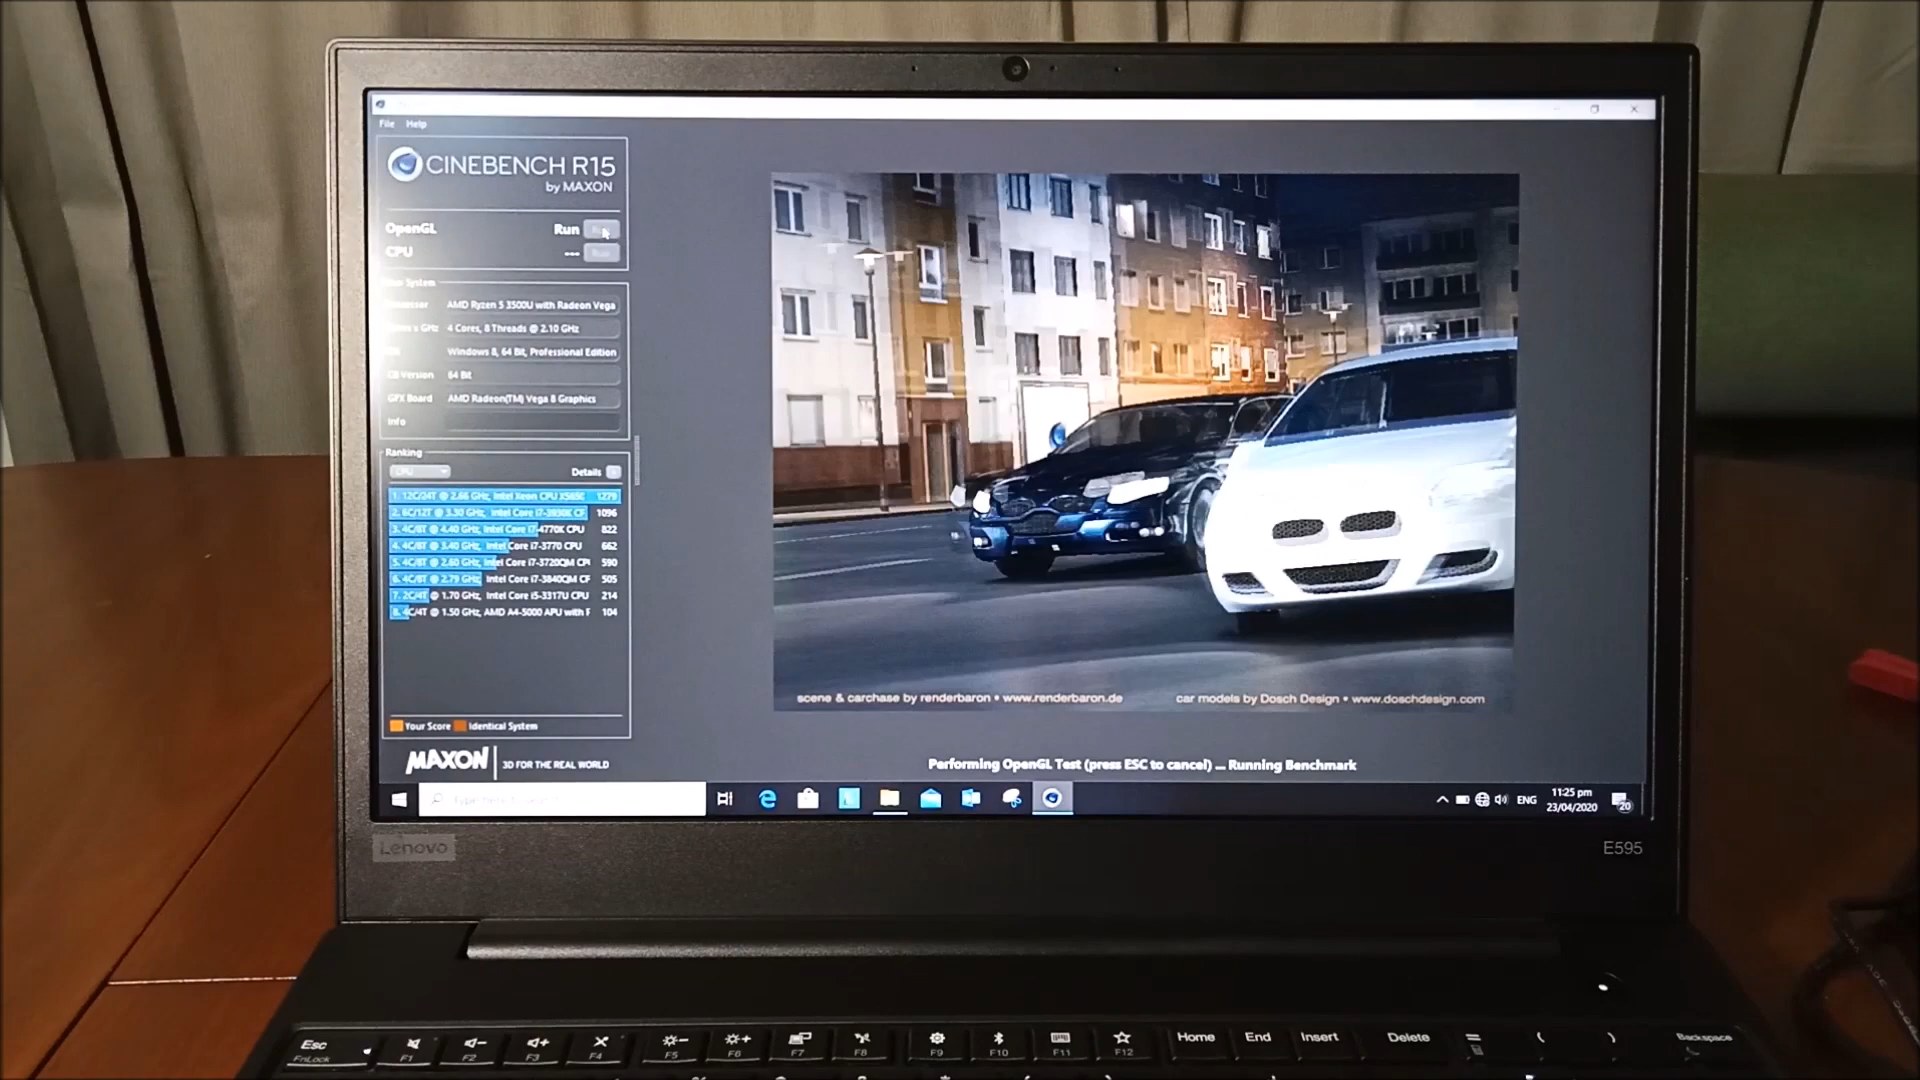 File Help
CINEBENCH R15
by MAXON
OpenGL Run
CPU ---
System
AMD Ryzen 5 3500U with Radeon Vega
GHz 4 Cores, 8 Threads @ 2.10 GHz
Windows 8, 64 Bit, Professional Edition
CB Version 64 Bit
GFX Board AMD Radeon(TM) Vega 8 Graphics
Info
Ranking
CPU Details
1. 12C/24T @ 2.66 GHz, Intel Xeon CPU X5650 1279
2. 6C/12T @ 3.30 GHz, Intel Core i7-3930K CP 1096
3. 4C/8T @ 4.40 GHz, Intel Core i7-4770K CPU 822
4. 4C/8T @ 3.40 GHz, Intel Core i7-3770 CPU 662
5. 4C/8T @ 2.60 GHz, Intel Core i7-3720QM CPU 590
6. 4C/8T @ 2.79 GHz, Intel Core i7-3840QM CP 505
7. 2C/4T @ 1.70 GHz, Intel Core i5-3317U CPU 214
8. 4C/4T @ 1.50 GHz, AMD A4-5000 APU with R 104
Your Score Identical System
MAXON 3D FOR THE REAL WORLD
scene & carchase by renderbaron • www.renderbaron.de car models by Dosch Design • www.doschdesign.com
Performing OpenGL Test (press ESC to cancel) ... Running Benchmark
Type here to search
ENG
11:25 pm
23/04/2020
20
Lenovo
E595
Esc F1 F2 F3 F4 F5 F6 F7 F8 F9 F10 F11 F12 Home End Insert Delete = ( ) Backspace
FnLock